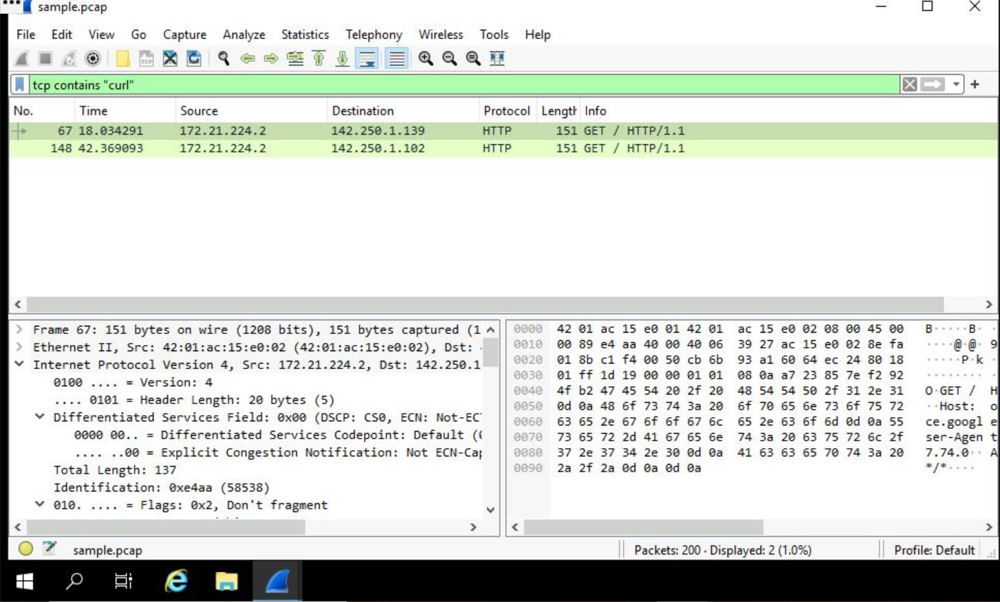 sample.pcap
File Edit View Go Capture Analyze Statistics Telephony Wireless Tools Help
tcp contains "curl"
No. Time Source Destination Protocol Length Info
67 18.034291 172.21.224.2 142.250.1.139 HTTP 151 GET / HTTP/1.1
148 42.369093 172.21.224.2 142.250.1.102 HTTP 151 GET / HTTP/1.1
Frame 67: 151 bytes on wire (1208 bits), 151 bytes captured (1
Ethernet II, Src: 42:01:ac:15:e0:02 (42:01:ac:15:e0:02), Dst:
Internet Protocol Version 4, Src: 172.21.224.2, Dst: 142.250.1
0100 .... = Version: 4
.... 0101 = Header Length: 20 bytes (5)
Differentiated Services Field: 0x00 (DSCP: CS0, ECN: Not-EC
0000 00.. = Differentiated Services Codepoint: Default (
.... ..00 = Explicit Congestion Notification: Not ECN-Ca
Total Length: 137
Identification: 0xe4aa (58538)
010. .... = Flags: 0x2, Don't fragment
0000 42 01 ac 15 e0 01 42 01 ac 15 e0 02 08 00 45 00 B·····B· ·
0010 00 89 e4 aa 40 00 40 06 39 27 ac 15 e0 02 8e fa ····@·@· 9
0020 01 8b c1 f4 00 50 cb 6b 93 a1 60 64 ec 24 80 18 ·····P·k ·
0030 01 ff 1d 19 00 00 01 01 08 0a a7 23 85 7e f2 92 ········ ·
0040 4f b2 47 45 54 20 2f 20 48 54 54 50 2f 31 2e 31 O·GET / H
0050 0d 0a 48 6f 73 74 3a 20 6f 70 65 6e 73 6f 75 72 ··Host: o
0060 63 65 2e 67 6f 6f 67 6c 65 2e 63 6f 6d 0d 0a 55 ce.googl e
0070 73 65 72 2d 41 67 65 6e 74 3a 20 63 75 72 6c 2f ser-Agen t
0080 37 2e 37 34 2e 30 0d 0a 41 63 63 65 70 74 3a 20 7.74.0·· A
0090 2a 2f 2a 0d 0a 0d 0a */*····
sample.pcap Packets: 200 · Displayed: 2 (1.0%) Profile: Default